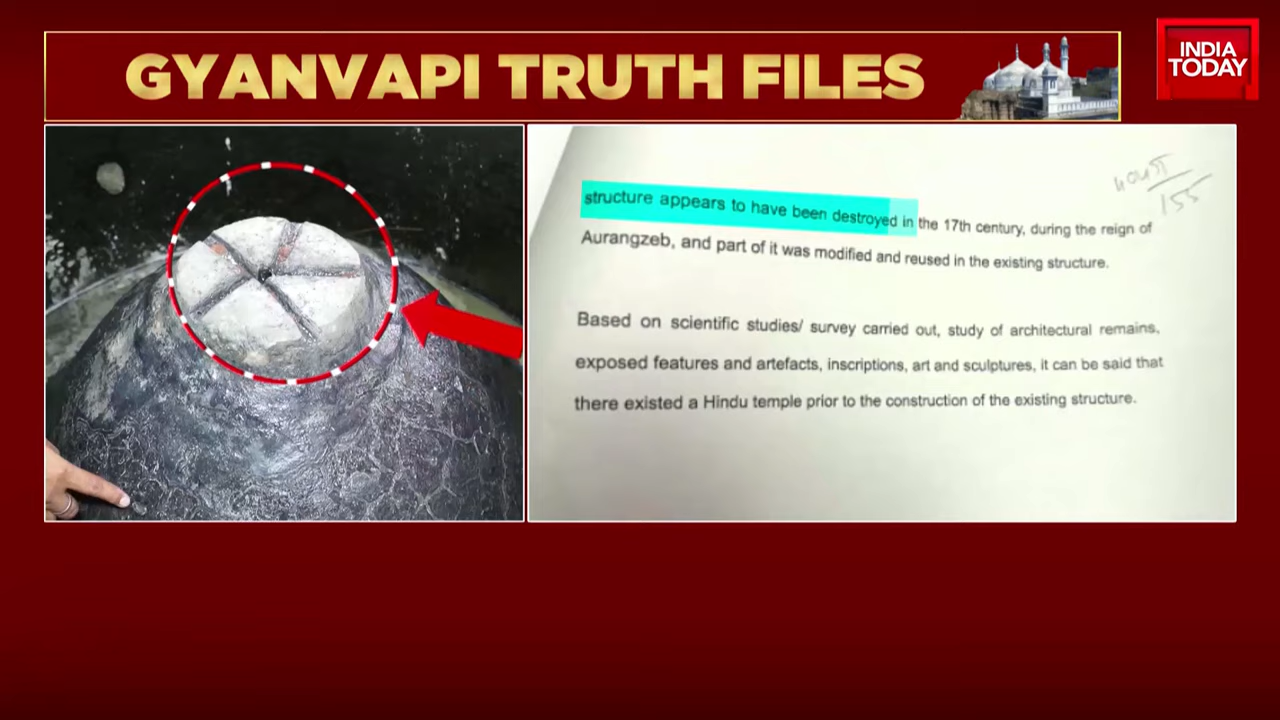 GYANVAPI TRUTH FILES
INDIA
TODAY
structure appears to have been destroyed in the 17th century, during the reign of
Aurangzeb, and part of it was modified and reused in the existing structure.
Based on scientific studies/ survey carried out, study of architectural remains,
exposed features and artefacts, inscriptions, art and sculptures, it can be said that
there existed a Hindu temple prior to the construction of the existing structure.
155